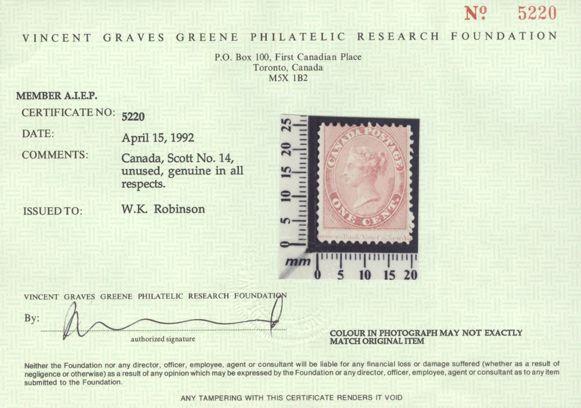 Nº 5220
VINCENT GRAVES GREENE PHILATELIC RESEARCH FOUNDATION
P.O. Box 100, First Canadian Place
Toronto, Canada
M5X 1B2
MEMBER A.I.E.P.
CERTIFICATE NO: 5220
DATE: April 15, 1992
COMMENTS: Canada, Scott No. 14,
unused, genuine in all
respects.
ISSUED TO: W.K. Robinson
25
20
15
10
5
0
mm
0 5 10 15 20
CANADA POSTAGE
ONE CENT.
VINCENT GRAVES GREENE PHILATELIC RESEARCH FOUNDATION
By:
authorized signature
COLOUR IN PHOTOGRAPH MAY NOT EXACTLY
MATCH ORIGINAL ITEM
Neither the Foundation nor any director, officer, employee, agent or consultant will be liable for any financial loss or damage suffered (whether as a result of
negligence or otherwise) as a result of any opinion which may be expressed by the Foundation or any director, employee, agent or consultant as to any item
submitted to the Foundation.
ANY TAMPERING WITH THIS CERTIFICATE RENDERS IT VOID